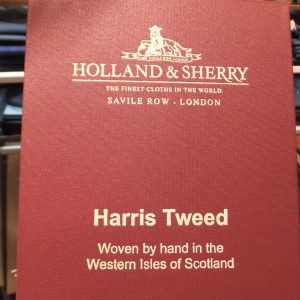 HOLLAND & SHERRY
THE FINEST CLOTHS IN THE WORLD
SAVILE ROW · LONDON
Harris Tweed
Woven by hand in the
Western Isles of Scotland